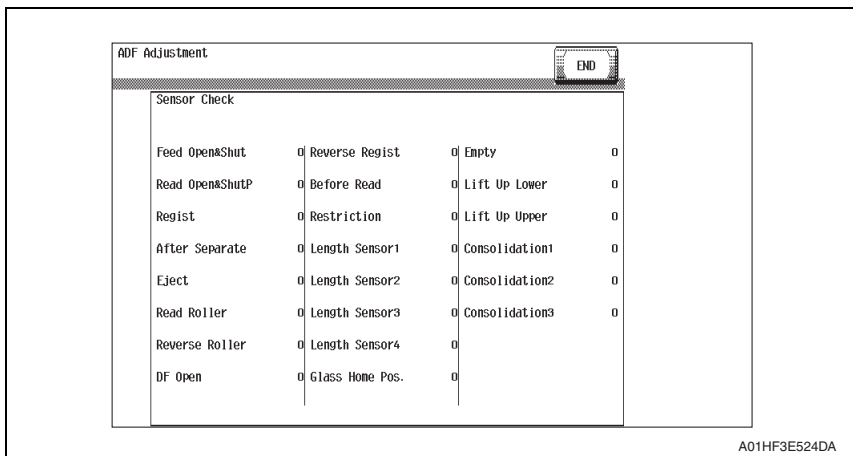 ADF Adjustment
END
Sensor Check
Feed Open&Shut 0 Reverse Regist 0 Empty 0
Read Open&ShutP 0 Before Read 0 Lift Up Lower 0
Regist 0 Restriction 0 Lift Up Upper 0
After Separate 0 Length Sensor1 0 Consolidation1 0
Eject 0 Length Sensor2 0 Consolidation2 0
Read Roller 0 Length Sensor3 0 Consolidation3 0
Reverse Roller 0 Length Sensor4 0
DF Open 0 Glass Home Pos. 0
A01HF3E524DA